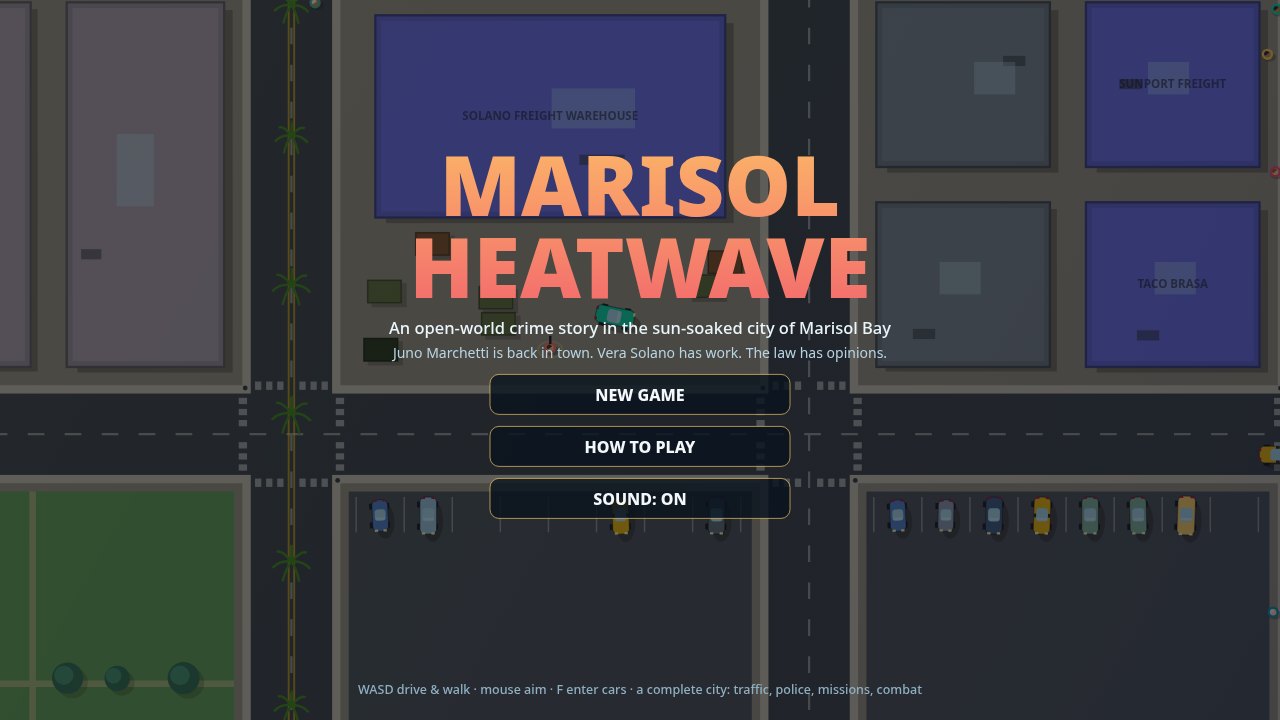 SOLANO FREIGHT WAREHOUSE
SUNPORT FREIGHT
MARISOL
HEATWAVE
TACO BRASA
An open-world crime story in the sun-soaked city of Marisol Bay
Juno Marchetti is back in town. Vera Solano has work. The law has opinions.
NEW GAME
HOW TO PLAY
SOUND: ON
WASD drive & walk · mouse aim · F enter cars · a complete city: traffic, police, missions, combat